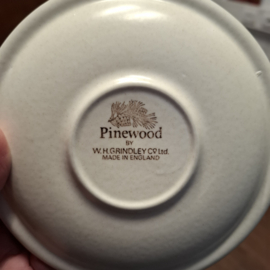 Pinewood
BY
W.H.GRINDLEY Co Ltd.
MADE IN ENGLAND